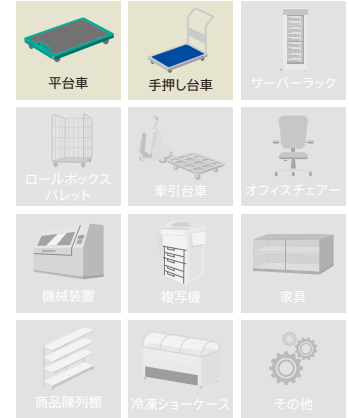 平台車
手押し台車
サーバーラック
ロールボックス
パレット
牽引台車
オフィスチェアー
機械装置
複写機
家具
商品陳列棚
冷凍ショーケース
その他